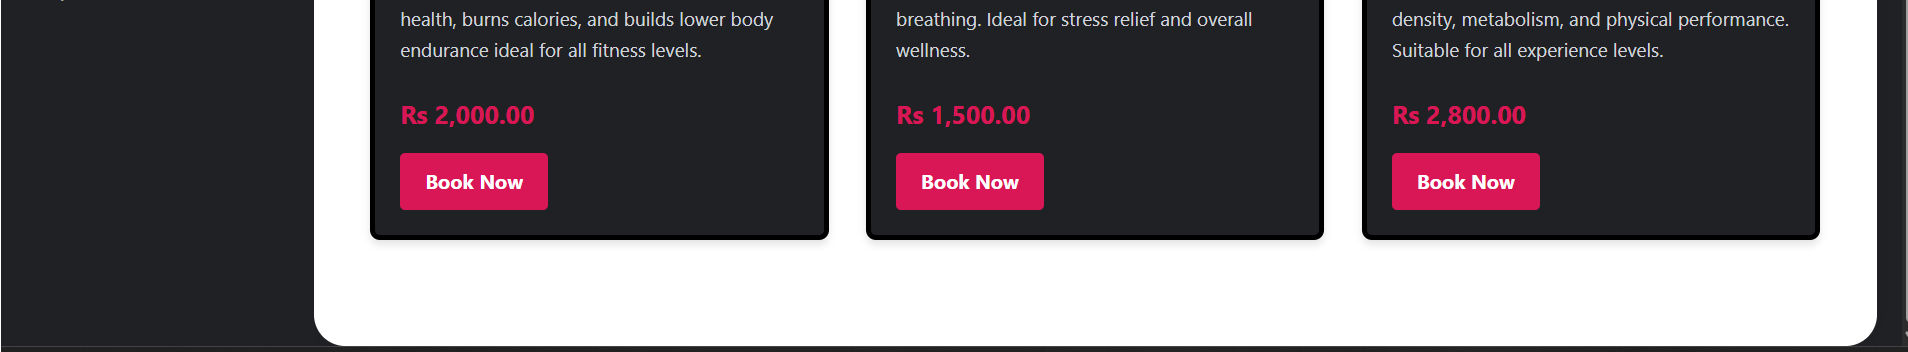 health, burns calories, and builds lower body
endurance ideal for all fitness levels.
Rs 2,000.00
Book Now
breathing. Ideal for stress relief and overall
wellness.
Rs 1,500.00
Book Now
density, metabolism, and physical performance.
Suitable for all experience levels.
Rs 2,800.00
Book Now